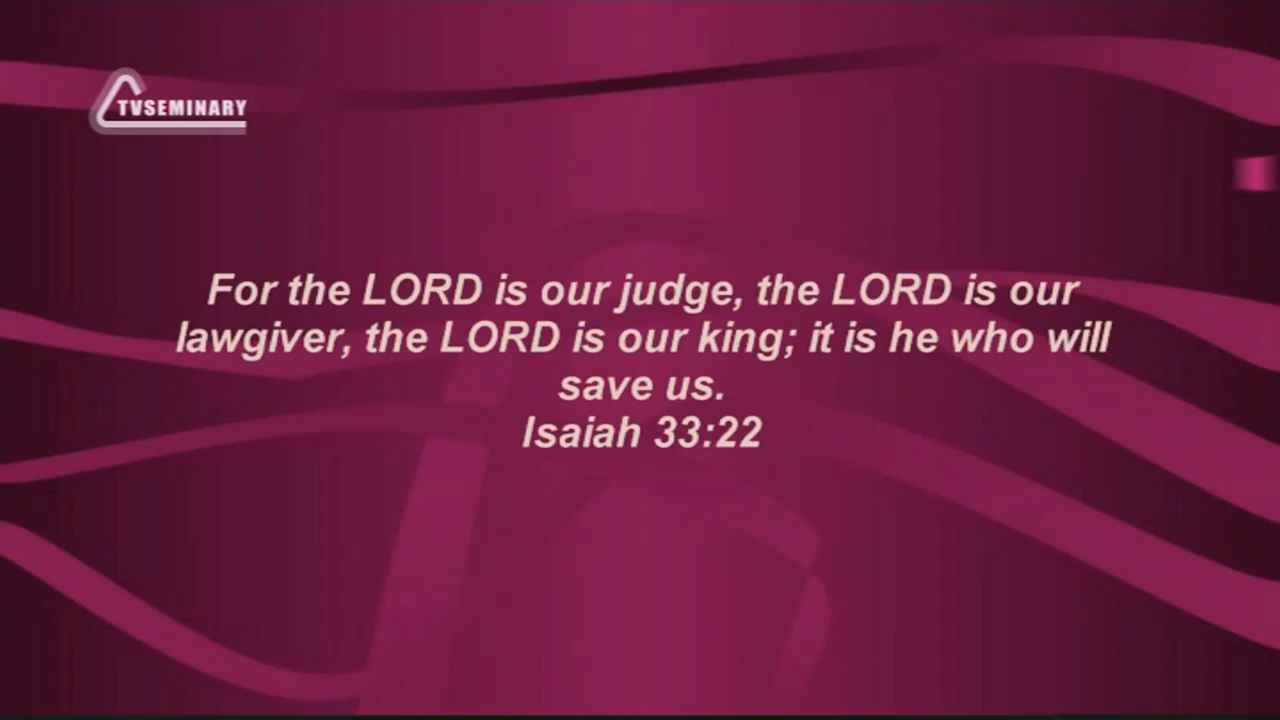 TVSEMINARY
For the LORD is our judge, the LORD is our
lawgiver, the LORD is our king; it is he who will
save us.
Isaiah 33:22